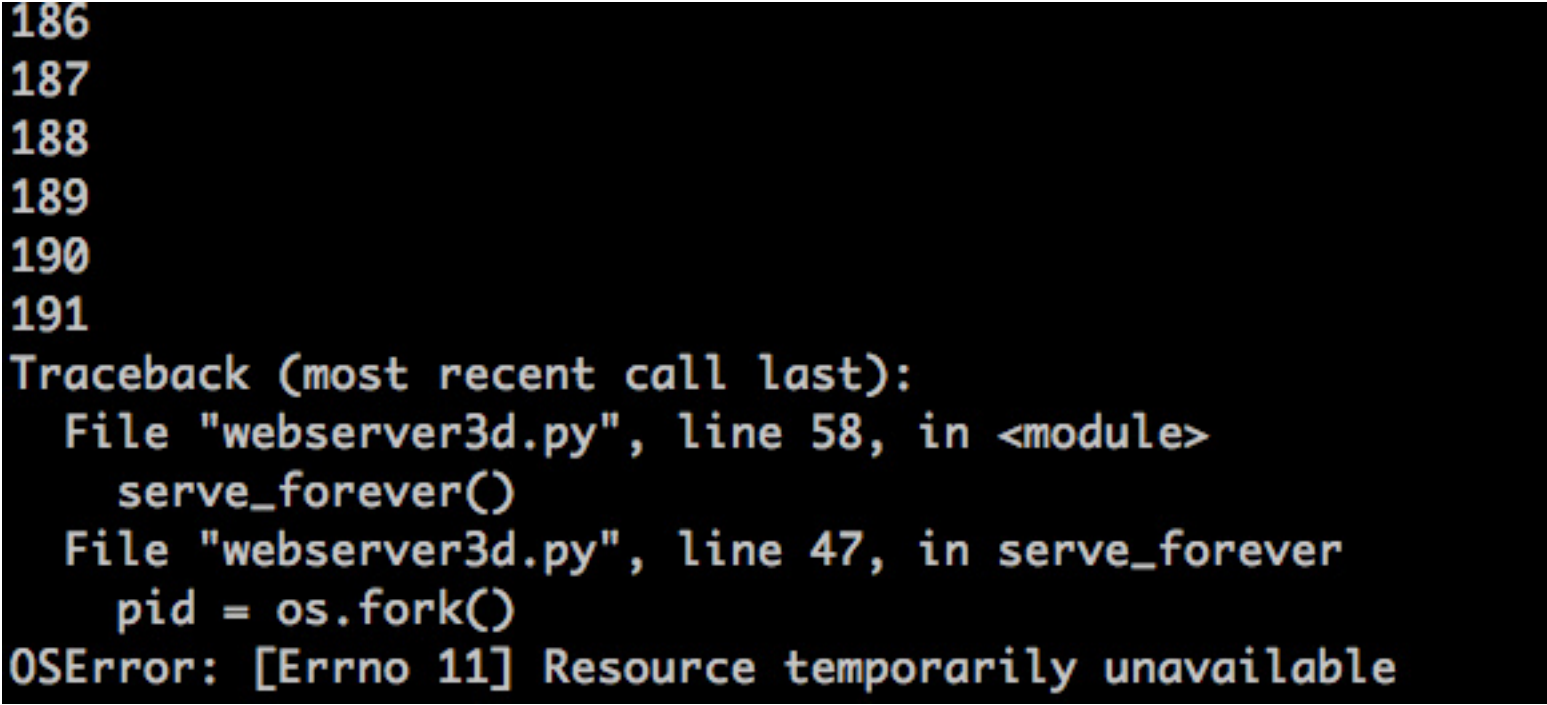 186
187
188
189
190
191
Traceback (most recent call last):
  File "webserver3d.py", line 58, in <module>
    serve_forever()
  File "webserver3d.py", line 47, in serve_forever
    pid = os.fork()
OSError: [Errno 11] Resource temporarily unavailable